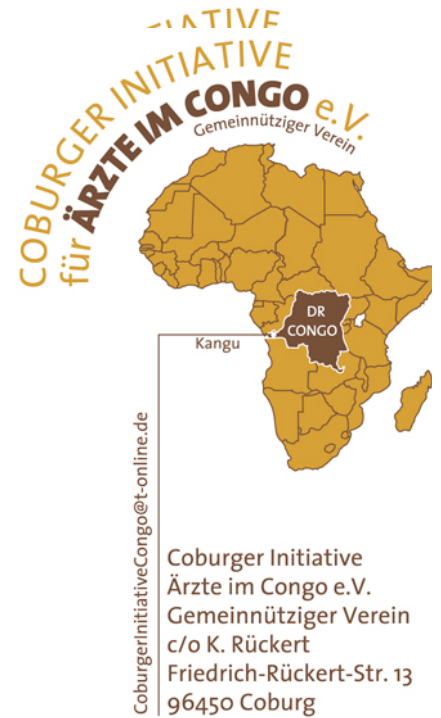 COBURGER INITIATIVE
für ÄRZTE IM CONGO e.V.
Gemeinnütziger Verein
DR
CONGO
Kangu
CoburgerInitiativeCongo@t-online.de
Coburger Initiative
Ärzte im Congo e.V.
Gemeinnütziger Verein
c/o K. Rückert
Friedrich-Rückert-Str. 13
96450 Coburg